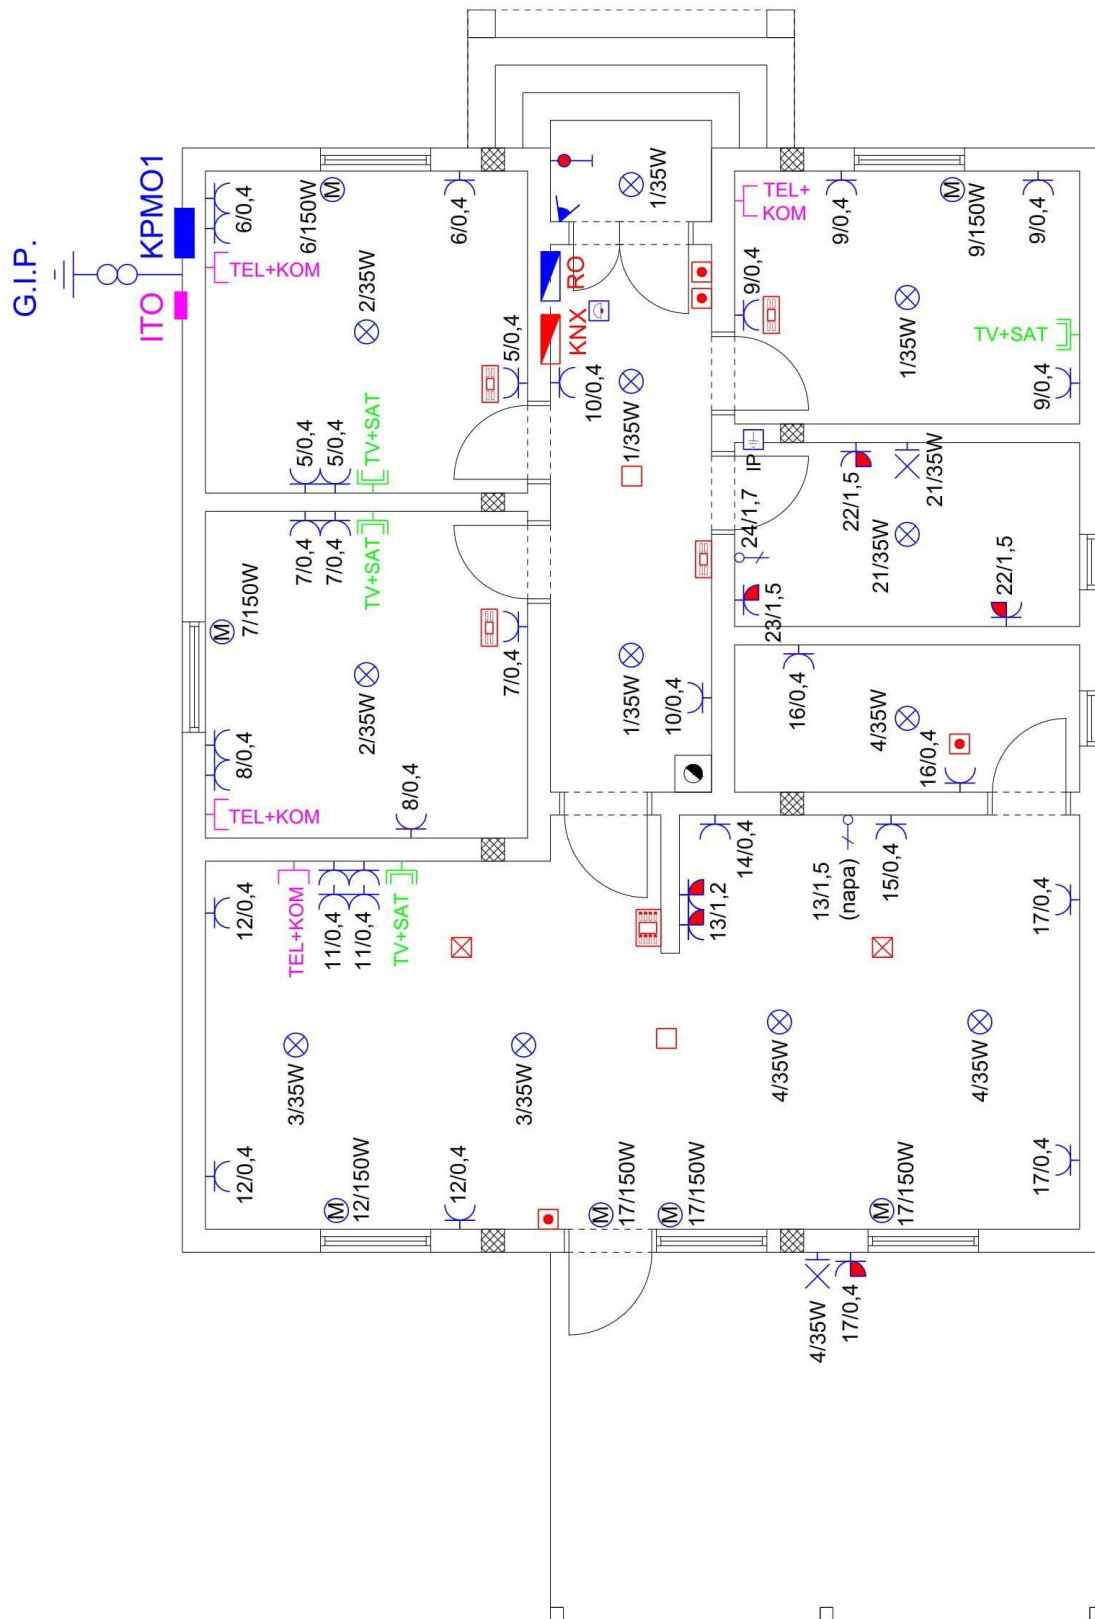 G.I.P.
ITO
KPMO1
TEL+KOM
6/0,4
6/150W
M
6/0,4
2/35W
5/0,4
5/0,4
TV+SAT
5/0,4
7/150W
M
7/0,4
7/0,4
TV+SAT
2/35W
7/0,4
8/0,4
TEL+KOM
8/0,4
12/0,4
TEL+KOM
11/0,4
11/0,4
TV+SAT
3/35W
12/0,4
M
12/150W
12/0,4
3/35W
M
17/150W
M
17/150W
M
17/150W
13/1,2
14/0,4
13/1,5
(napa)
15/0,4
4/35W
4/35W
17/0,4
17/0,4
4/35W
17/0,4
KNX
RO
10/0,4
1/35W
1/35W
10/0,4
1/35W
TEL+
KOM
9/0,4
9/150W
M
9/0,4
9/0,4
1/35W
TV+SAT
9/0,4
IP
24/1,7
23/1,5
22/1,5
21/35W
21/35W
22/1,5
16/0,4
4/35W
16/0,4